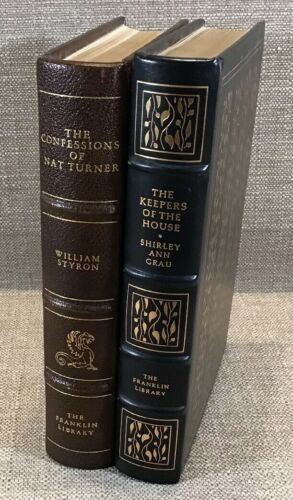 THE
CONFESSIONS
OF
NAT TURNER
WILLIAM
STYRON
THE
FRANKLIN
LIBRARY
THE
KEEPERS
OF THE
HOUSE
SHIRLEY
ANN
GRAU
THE
FRANKLIN
LIBRARY